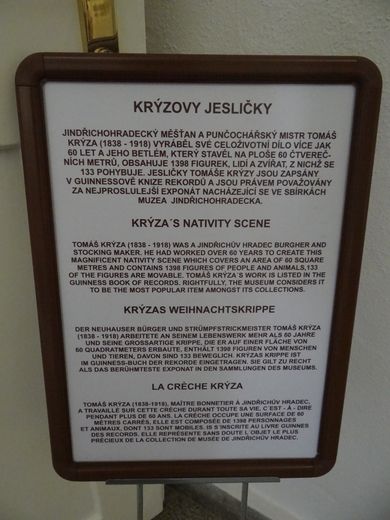 KRÝZOVY JESLIČKY
JINDŘICHOHRADECKÝ MĚŠŤAN A PUNČOCHÁŘSKÝ MISTR TOMÁŠ
KRÝZA (1838 - 1918) VYRÁBĚL SVÉ CELOŽIVOTNÍ DÍLO VÍCE JAK
60 LET A JEHO BETLÉM, KTERÝ STAVĚL NA PLOŠE 60 ČTVEREČ-
NÍCH METRŮ, OBSAHUJE 1398 FIGUREK, LIDÍ A ZVÍŘAT, Z NICHŽ SE
133 POHYBUJE. JESLIČKY TOMÁŠE KRÝZY JSOU ZAPSÁNY
V GUINNESSOVĚ KNIZE REKORDŮ A JSOU PRÁVEM POVAŽOVÁNY
ZA NEJPROSLULEJŠÍ EXPONÁT NACHÁZEJÍCÍ SE VE SBÍRKÁCH
MUZEA JINDŘICHOHRADECKA.
KRÝZA´S NATIVITY SCENE
TOMÁŠ KRÝZA (1838 - 1918) WAS A JINDŘICHŮV HRADEC BURGHER AND
STOCKING MAKER. HE HAD WORKED OVER 60 YEARS TO CREATE THIS
MAGNIFICENT NATIVITY SCENE WHICH COVERS AN AREA OF 60 SQUARE
METRES AND CONTAINS 1398 FIGURES OF PEOPLE AND ANIMALS,133
OF THE FIGURES ARE MOVABLE. TOMÁŠ KRÝZA´S WORK IS LISTED IN THE
GUINNESS BOOK OF RECORDS. RIGHTFULLY, THE MUSEUM CONSIDERS IT
TO BE THE MOST POPULAR ITEM AMONGST ITS COLLECTIONS.
KRÝZAS WEIHNACHTSKRIPPE
DER NEUHAUSER BÜRGER UND STRÜMPFSTRICKMEISTER TOMÁŠ KRÝZA
(1838 - 1918) ARBEITETE AN SEINEM LEBENSWERK MEHR ALS 60 JAHRE
UND SEINE GROSSARTIGE KRIPPE, DIE ER AUF EINER FLÄCHE VON
60 QUADRATMETERN ERBAUTE, ENTHÄLT 1398 FIGUREN VON MENSCHEN
UND TIEREN, DAVON SIND 133 BEWEGLICH. KRÝZAS KRIPPE IST
IM GUINNESS-BUCH DER REKORDE EINGETRAGEN. SIE GILT ZU RECHT
ALS DAS BERÜHMTESTE EXPONAT IN DEN SAMMLUNGEN DES MUSEUMS.
LA CRÈCHE KRÝZA
TOMÁŠ KRÝZA (1838-1918), MAÎTRE BONNETIER À JINDŘICHŮV HRADEC,
A TRAVAILLÉ SUR CETTE CRÈCHE DURANT TOUTE SA VIE, C´EST - À - DIRE
PENDANT PLUS DE 60 ANS. LA CRÈCHE OCCUPE UNE SURFACE DE 60
MÈTRES CARRÉS, ELLE EST COMPOSÉE DE 1398 PERSONNAGES
ET ANIMAUX, DONT 133 SONT MOBILES. IS S´INSCRITE AU LIVRE GUINNES
DES RECORDS. ELLE REPRÉSENTE SANS DOUTE L´OBJET LE PLUS
PRÉCIEUX DE LA COLLECTION DE MUSÉE DE JINDŘICHŮV HRADEC.